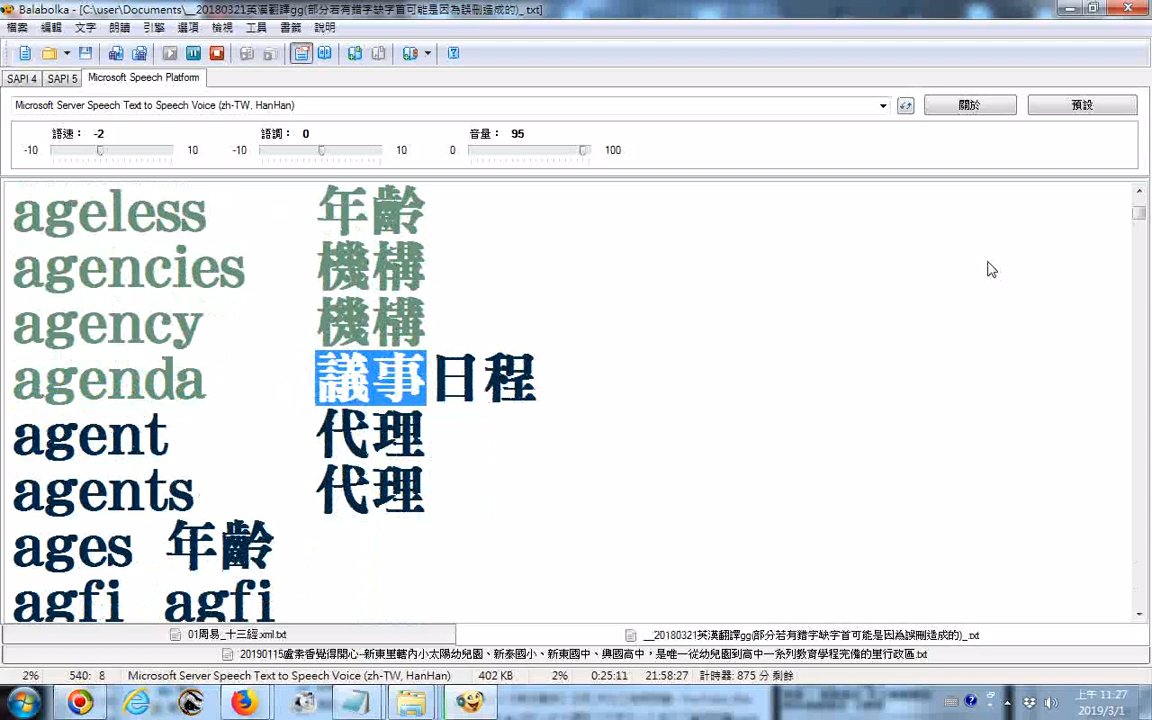 Balabolka - [C:\user\Documents\__20180321英漢翻譯gg(部分若有錯字缺字首可能是因為誤刪造成的)_.txt]
檔案 編輯 文字 朗讀 引擎 選項 檢視 工具 書籤 說明
SAPI 4 SAPI 5 Microsoft Speech Platform
Microsoft Server Speech Text to Speech Voice (zh-TW, HanHan) 關於 預設
語速： -2 語調： 0 音量： 95
-10 10 -10 10 0 100
ageless 年齡
agencies 機構
agency 機構
agenda 議事日程
agent 代理
agents 代理
ages 年齡
agfi agfi
01周易_十三經.xml.txt __20180321英漢翻譯gg(部分若有錯字缺字首可能是因為誤刪造成的)_.txt
20190115盧素香覺得開心--新東里轄內小太陽幼兒園、新泰國小、新東國中、興國高中，是唯一從幼兒園到高中一系列教育學程完備的里行政區.txt
2% 540: 8 Microsoft Server Speech Text to Speech Voice (zh-TW, HanHan) 402 KB 2% 0:25:11 21:58:27 計時器: 875 分 剩餘
上午 11:27
2019/3/1